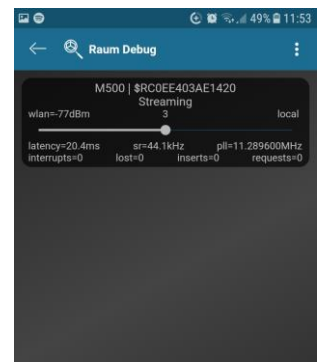 49% 11:53
Raum Debug
M500 | $RC0EE403AE1420
Streaming
wlan=-77dBm 3 local
latency=20.4ms sr=44.1kHz pll=11.289600MHz
interrupts=0 lost=0 inserts=0 requests=0